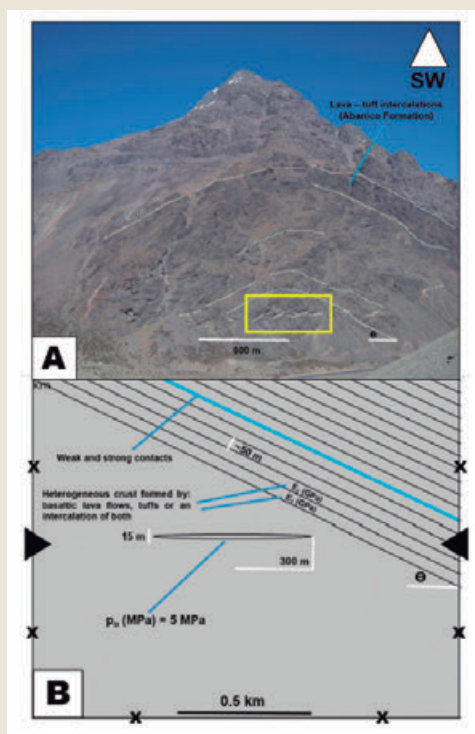 SW
Lava – tuff intercalations
(Abanico Formation)
600 m
Θ
A
km
Weak and strong contacts
~50 m
Heterogeneous crust formed by:
basaltic lava flows, tuffs or an
intercalation of both
E₁ (GPa)
E₂ (GPa)
15 m
300 m
Θ
pₒ (MPa) = 5 MPa
X
X
X
X
X
X
B
0.5 km